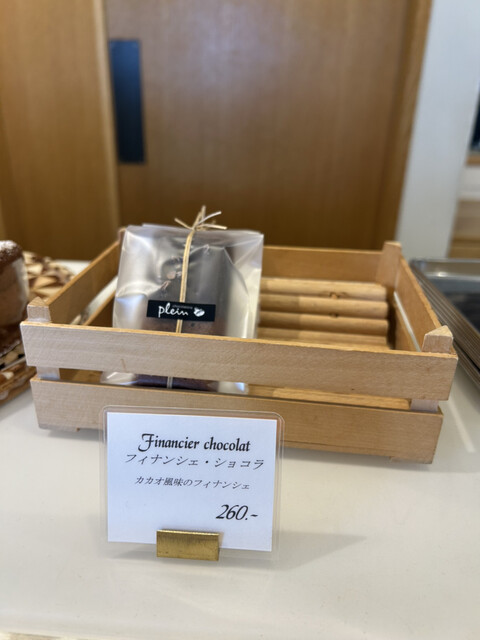 plein
Financier chocolat
フィナンシェ・ショコラ
カカオ風味のフィナンシェ
260.-